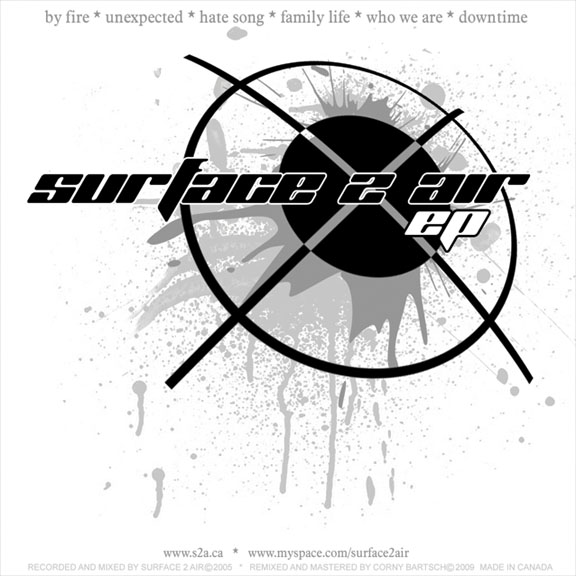 by fire * unexpected * hate song * family life * who we are * downtime
surface 2 air
ep
www.s2a.ca * www.myspace.com/surface2air
RECORDED AND MIXED BY SURFACE 2 AIR©2005 * REMIXED AND MASTERED BY CORNY BARTSCH©2009 MADE IN CANADA